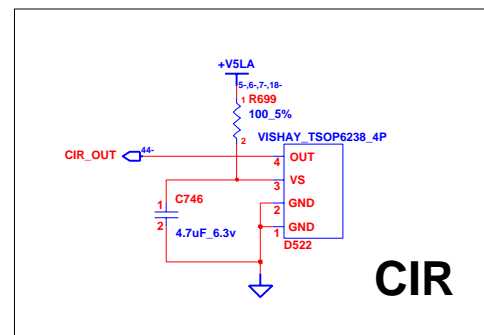 +V5LA
5-,6-,7-,18-
1 R699
100_5%
2
VISHAY_TSOP6238_4P
CIR_OUT 44-
4 OUT
3 VS
2 GND
1 GND
D522
C746
1
2
4.7uF_6.3v
CIR